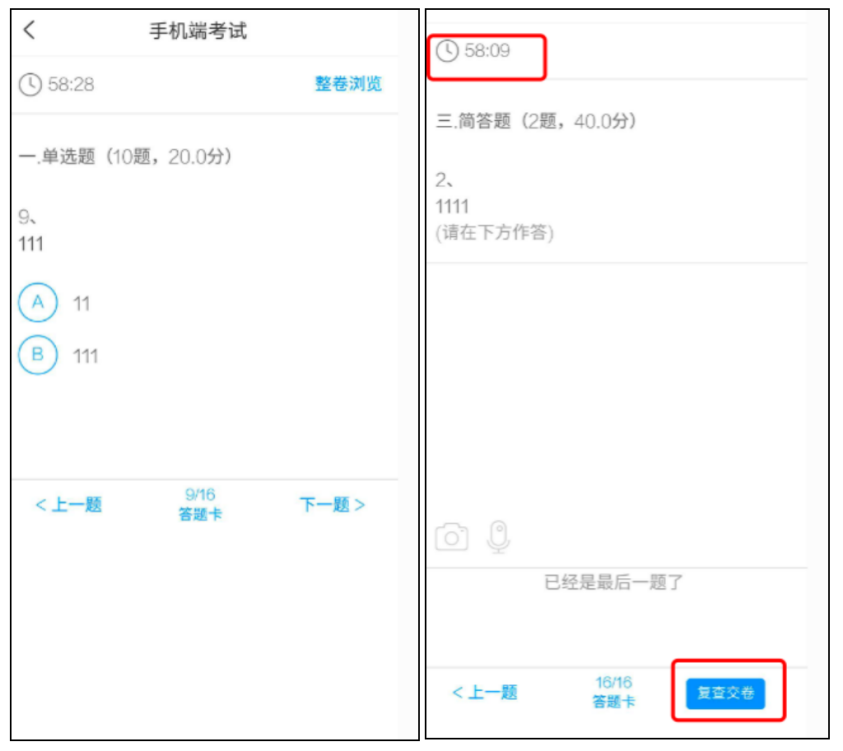 手机端考试
58:28 整卷浏览
一.单选题（10题，20.0分）
9、
111
A 11
B 111
<上一题 9/16 下一题>
答题卡
58:09
三.简答题（2题，40.0分）
2、
1111
(请在下方作答)
已经是最后一题了
<上一题 16/16 复查交卷
答题卡